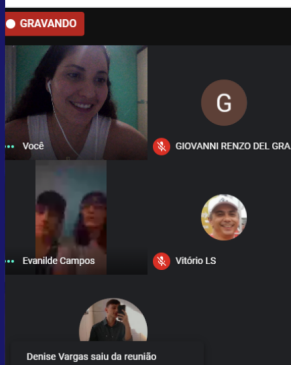 GRAVANDO
G
Você
GIOVANNI RENZO DEL GRA
Evanilde Campos
Vitório LS
Denise Vargas saiu da reunião